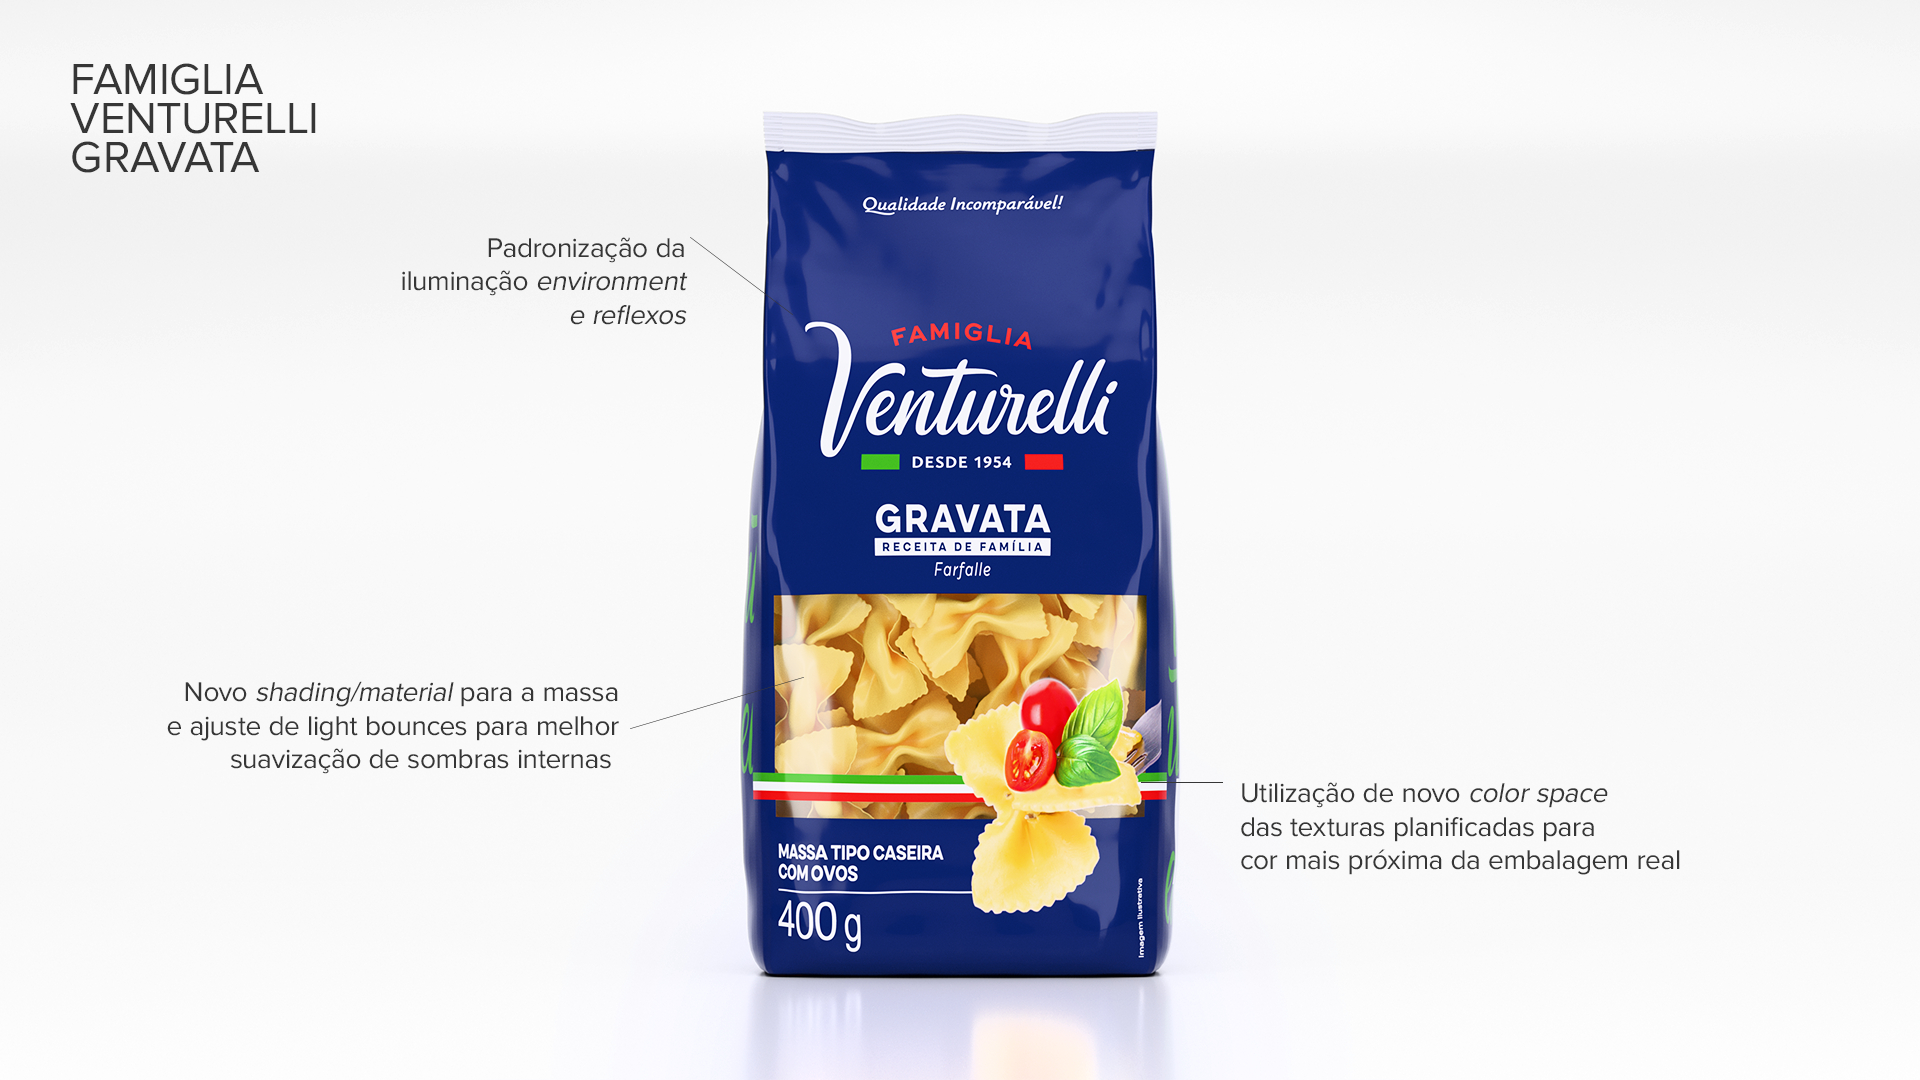 FAMIGLIA
VENTURELLI
GRAVATA
Qualidade Incomparável!
Padronização da
iluminação environment
e reflexos
FAMIGLIA
Venturelli
DESDE 1954
GRAVATA
RECEITA DE FAMÍLIA
Farfalle
Novo shading/material para a massa
e ajuste de light bounces para melhor
suavização de sombras internas
Utilização de novo color space
das texturas planificadas para
cor mais próxima da embalagem real
MASSA TIPO CASEIRA
COM OVOS
400 g
Imagem Ilustrativa